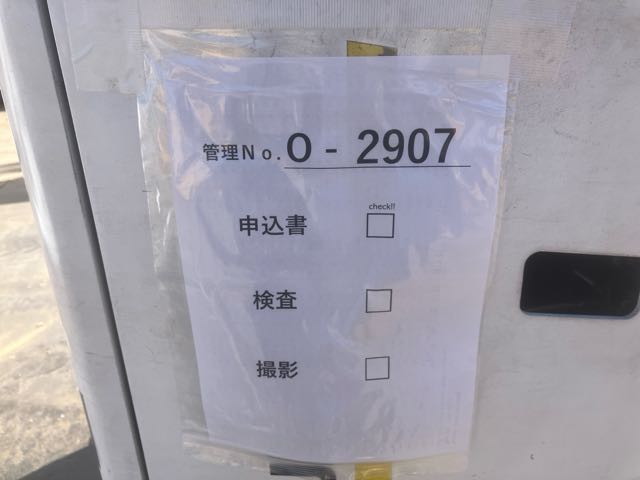 管理No. O - 2907
check!!
申込書 □
検査 □
撮影 □